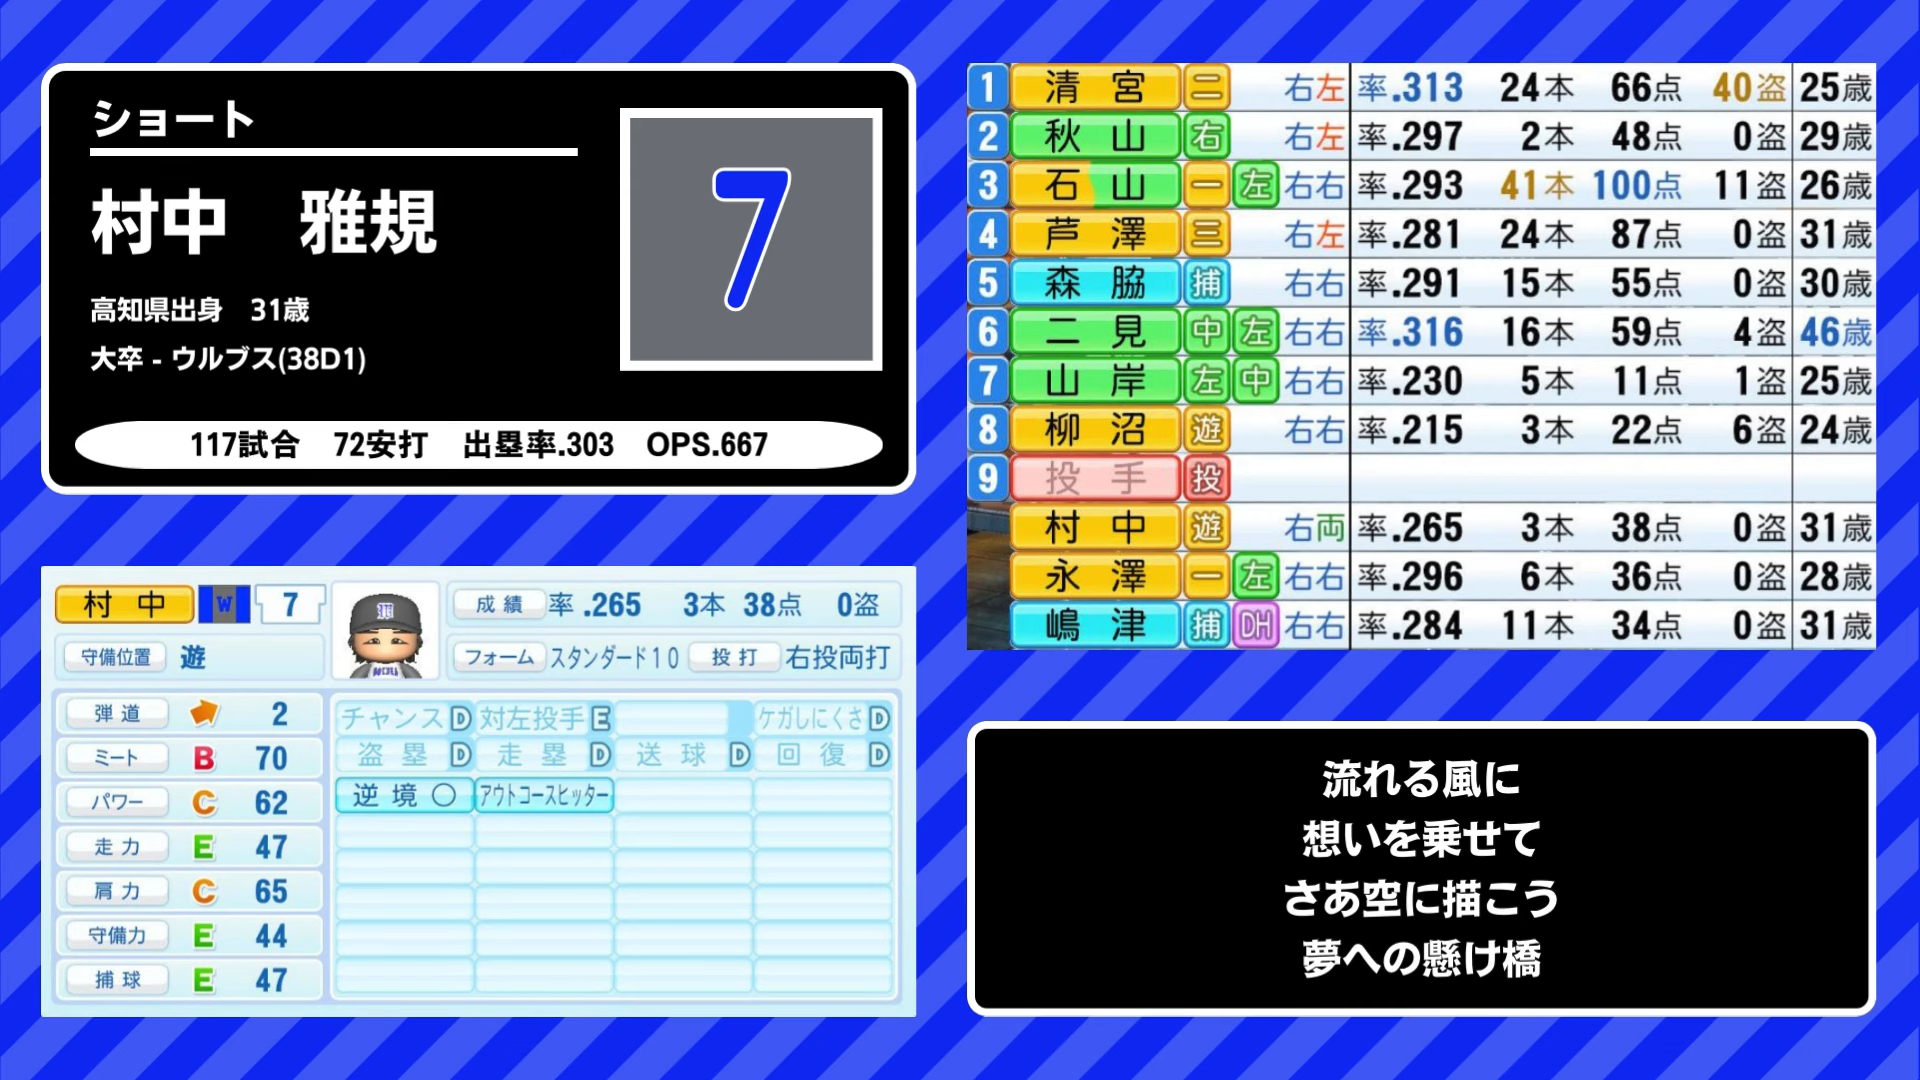 ショート
村中　雅規
7
高知県出身　31歳
大卒 - ウルブス(38D1)
117試合　72安打　出塁率.303　OPS.667
1 清宮 二 右左 率.313 24本 66点 40盗 25歳
2 秋山 右 右左 率.297 2本 48点 0盗 29歳
3 石山 一 左 右右 率.293 41本 100点 11盗 26歳
4 芦澤 三 右左 率.281 24本 87点 0盗 31歳
5 森脇 捕 右右 率.291 15本 55点 0盗 30歳
6 二見 中 左 右右 率.316 16本 59点 4盗 46歳
7 山岸 左 中 右右 率.230 5本 11点 1盗 25歳
8 柳沼 遊 右右 率.215 3本 22点 6盗 24歳
9 投手 投
村中 遊 右両 率.265 3本 38点 0盗 31歳
永澤 一 左 右右 率.296 6本 36点 0盗 28歳
嶋津 捕 DH 右右 率.284 11本 34点 0盗 31歳
村中 W 7
成績 率.265 3本 38点 0盗
守備位置 遊
フォーム スタンダード10 投打 右投両打
弾道 2
ミート B 70
パワー C 62
走力 E 47
肩力 C 65
守備力 E 44
捕球 E 47
チャンスD 対左投手E ケガしにくさD
盗塁D 走塁D 送球D 回復D
逆境○ アウトコースヒッター
流れる風に
想いを乗せて
さあ空に描こう
夢への懸け橋